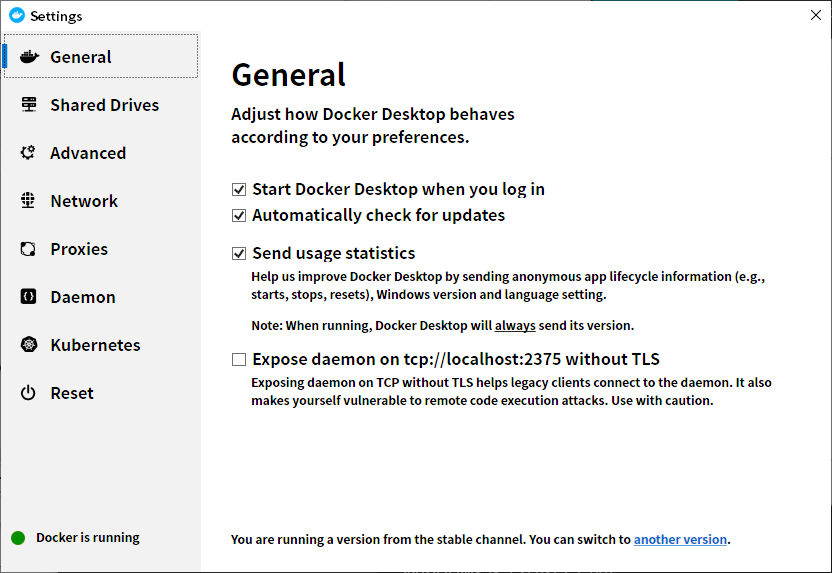 Settings
General
Shared Drives
Advanced
Network
Proxies
Daemon
Kubernetes
Reset
Docker is running
General
Adjust how Docker Desktop behaves
according to your preferences.
Start Docker Desktop when you log in
Automatically check for updates
Send usage statistics
Help us improve Docker Desktop by sending anonymous app lifecycle information (e.g.,
starts, stops, resets), Windows version and language setting.
Note: When running, Docker Desktop will always send its version.
Expose daemon on tcp://localhost:2375 without TLS
Exposing daemon on TCP without TLS helps legacy clients connect to the daemon. It also
makes yourself vulnerable to remote code execution attacks. Use with caution.
You are running a version from the stable channel. You can switch to another version.